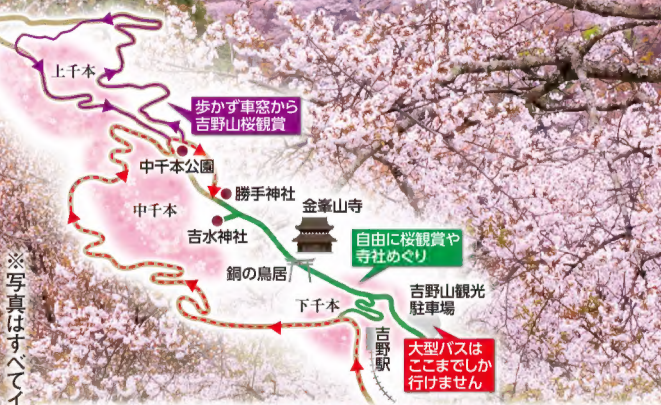 上千本
歩かず車窓から
吉野山桜観賞
中千本公園
中千本
勝手神社
吉水神社
金峯山寺
銅の鳥居
自由に桜観賞や
寺社めぐり
下千本
吉野山観光
駐車場
吉野駅
大型バスは
ここまでしか
行けません
※写真はすべてイ